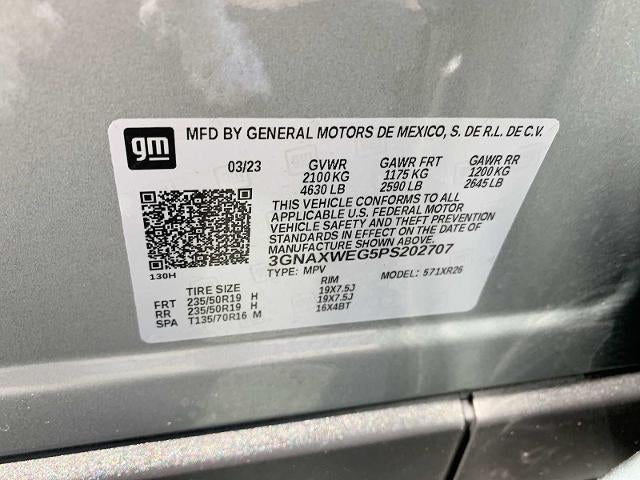 gm
MFD BY GENERAL MOTORS DE MEXICO, S. DE R.L. DE C.V.
03/23 GVWR GAWR FRT GAWR RR
2100 KG 1175 KG 1200 KG
4630 LB 2590 LB 2645 LB
THIS VEHICLE CONFORMS TO ALL
APPLICABLE U.S. FEDERAL MOTOR
VEHICLE SAFETY AND THEFT PREVENTION
STANDARDS IN EFFECT ON THE DATE OF
MANUFACTURE SHOWN ABOVE.
3GNAXWEG5PS202707
130H TYPE: MPV MODEL: 571XR26
TIRE SIZE RIM
FRT 235/50R19 H 19X7.5J
RR 235/50R19 H 19X7.5J
SPA T135/70R16 M 16X4BT